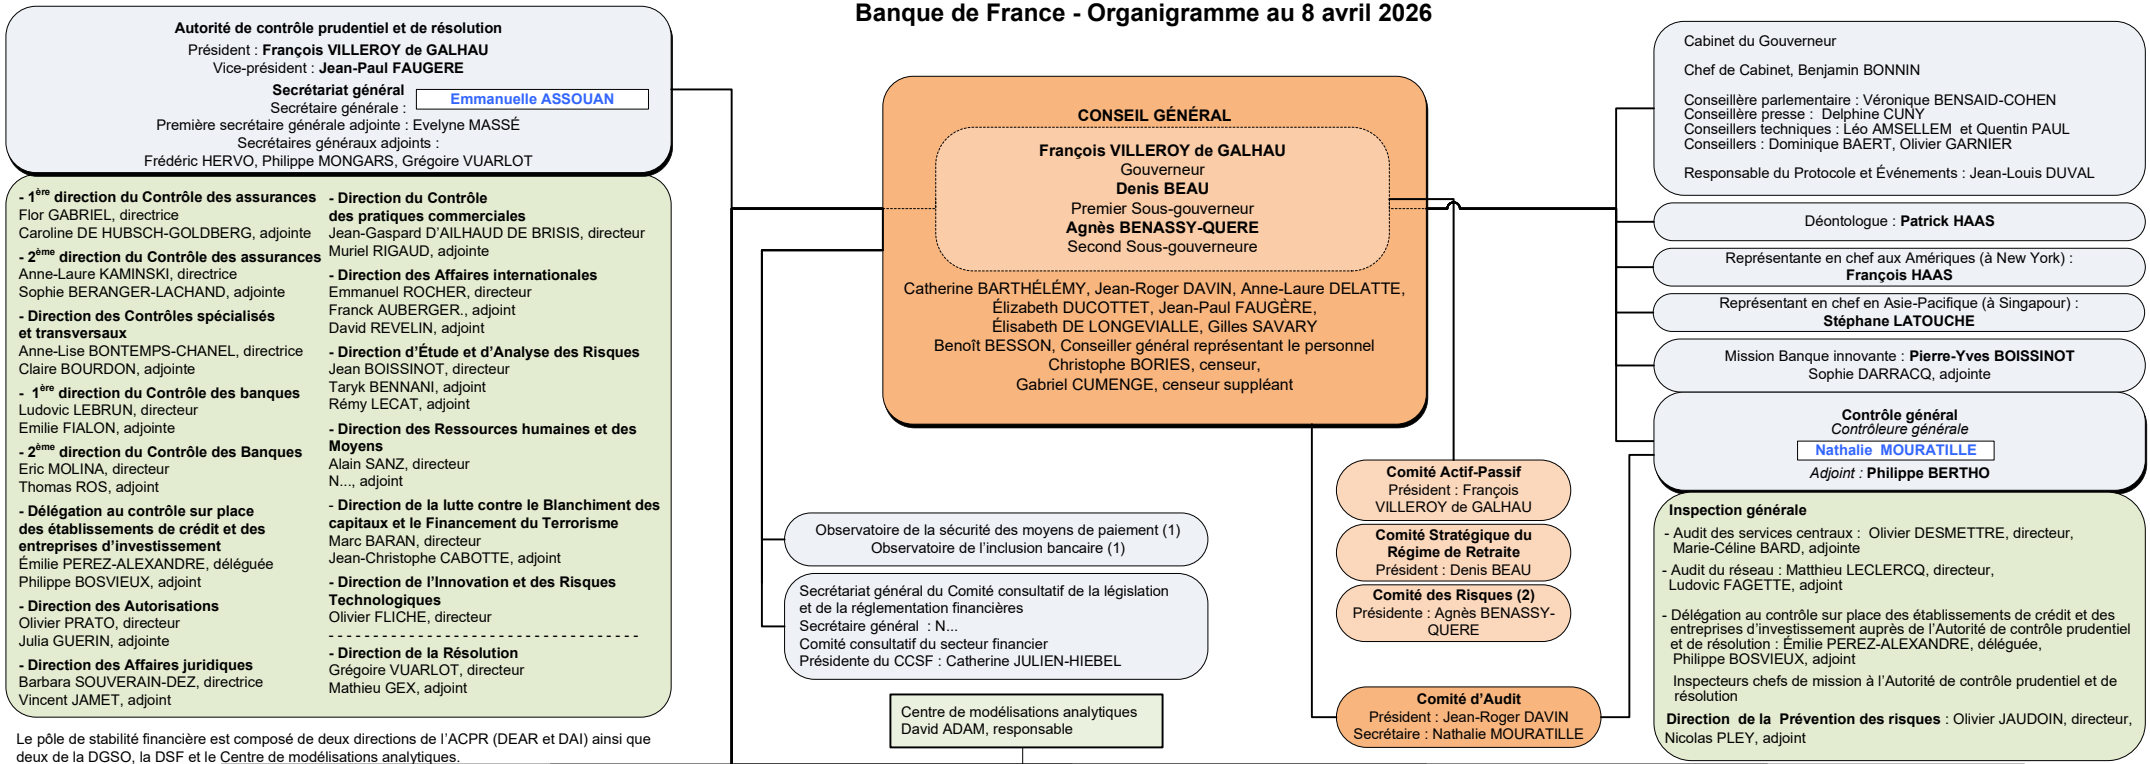 Banque de France - Organigramme au 8 avril 2026
Autorité de contrôle prudentiel et de résolution
Président : François VILLEROY de GALHAU
Vice-président : Jean-Paul FAUGERE
Secrétariat général
Secrétaire générale :
Emmanuelle ASSOUAN
Première secrétaire générale adjointe : Evelyne MASSÉ
Secrétaires généraux adjoints :
Frédéric HERVO, Philippe MONGARS, Grégoire VUARLOT
- 1ère direction du Contrôle des assurances
Flor GABRIEL, directrice
Caroline DE HUBSCH-GOLDBERG, adjointe
- 2ème direction du Contrôle des assurances
Anne-Laure KAMINSKI, directrice
Sophie BERANGER-LACHAND, adjointe
- Direction des Contrôles spécialisés
et transversaux
Anne-Lise BONTEMPS-CHANEL, directrice
Claire BOURDON, adjointe
- 1ère direction du Contrôle des banques
Ludovic LEBRUN, directeur
Emilie FIALON, adjointe
- 2ème direction du Contrôle des Banques
Eric MOLINA, directeur
Thomas ROS, adjoint
- Délégation au contrôle sur place
des établissements de crédit et des
entreprises d’investissement
Émilie PEREZ-ALEXANDRE, déléguée
Philippe BOSVIEUX, adjoint
- Direction des Autorisations
Olivier PRATO, directeur
Julia GUERIN, adjointe
- Direction des Affaires juridiques
Barbara SOUVERAIN-DEZ, directrice
Vincent JAMET, adjoint
- Direction du Contrôle
des pratiques commerciales
Jean-Gaspard D’AILHAUD DE BRISIS, directeur
Muriel RIGAUD, adjointe
- Direction des Affaires internationales
Emmanuel ROCHER, directeur
Franck AUBERGER., adjoint
David REVELIN, adjoint
- Direction d’Étude et d’Analyse des Risques
Jean BOISSINOT, directeur
Taryk BENNANI, adjoint
Rémy LECAT, adjoint
- Direction des Ressources humaines et des
Moyens
Alain SANZ, directeur
N..., adjoint
- Direction de la lutte contre le Blanchiment des
capitaux et le Financement du Terrorisme
Marc BARAN, directeur
Jean-Christophe CABOTTE, adjoint
- Direction de l’Innovation et des Risques
Technologiques
Olivier FLICHE, directeur
- Direction de la Résolution
Grégoire VUARLOT, directeur
Mathieu GEX, adjoint
Le pôle de stabilité financière est composé de deux directions de l’ACPR (DEAR et DAI) ainsi que
deux de la DGSO, la DSF et le Centre de modélisations analytiques.
CONSEIL GÉNÉRAL
François VILLEROY de GALHAU
Gouverneur
Denis BEAU
Premier Sous-gouverneur
Agnès BENASSY-QUERE
Second Sous-gouverneure
Catherine BARTHÉLÉMY, Jean-Roger DAVIN, Anne-Laure DELATTE,
Élizabeth DUCOTTET, Jean-Paul FAUGÈRE,
Élisabeth DE LONGEVIALLE, Gilles SAVARY
Benoît BESSON, Conseiller général représentant le personnel
Christophe BORIES, censeur,
Gabriel CUMENGE, censeur suppléant
Observatoire de la sécurité des moyens de paiement (1)
Observatoire de l’inclusion bancaire (1)
Secrétariat général du Comité consultatif de la législation
et de la réglementation financières
Secrétaire général : N...
Comité consultatif du secteur financier
Présidente du CCSF : Catherine JULIEN-HIEBEL
Centre de modélisations analytiques
David ADAM, responsable
Comité Actif-Passif
Président : François
VILLEROY de GALHAU
Comité Stratégique du
Régime de Retraite
Président : Denis BEAU
Comité des Risques (2)
Présidente : Agnès BENASSY-
QUERE
Comité d’Audit
Président : Jean-Roger DAVIN
Secrétaire : Nathalie MOURATILLE
Cabinet du Gouverneur
Chef de Cabinet, Benjamin BONNIN
Conseillère parlementaire : Véronique BENSAID-COHEN
Conseillère presse : Delphine CUNY
Conseillers techniques : Léo AMSELLEM et Quentin PAUL
Conseillers : Dominique BAERT, Olivier GARNIER
Responsable du Protocole et Événements : Jean-Louis DUVAL
Déontologue : Patrick HAAS
Représentante en chef aux Amériques (à New York) :
François HAAS
Représentant en chef en Asie-Pacifique (à Singapour) :
Stéphane LATOUCHE
Mission Banque innovante : Pierre-Yves BOISSINOT
Sophie DARRACQ, adjointe
Contrôle général
Contrôleure générale
Nathalie MOURATILLE
Adjoint : Philippe BERTHO
Inspection générale
- Audit des services centraux : Olivier DESMETTRE, directeur,
Marie-Céline BARD, adjointe
- Audit du réseau : Matthieu LECLERCQ, directeur,
Ludovic FAGETTE, adjoint
- Délégation au contrôle sur place des établissements de crédit et des
entreprises d’investissement auprès de l’Autorité de contrôle prudentiel
et de résolution : Émilie PEREZ-ALEXANDRE, déléguée,
Philippe BOSVIEUX, adjoint
Inspecteurs chefs de mission à l’Autorité de contrôle prudentiel et de
résolution
Direction de la Prévention des risques : Olivier JAUDOIN, directeur,
Nicolas PLEY, adjoint